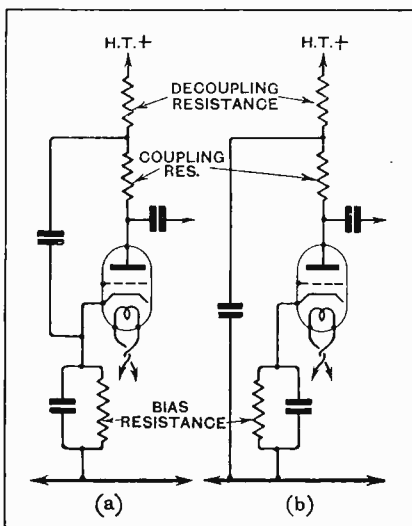 H.T.+ H.T.+
DECOUPLING
RESISTANCE
COUPLING
RES.
BIAS
RESISTANCE
(a) (b)